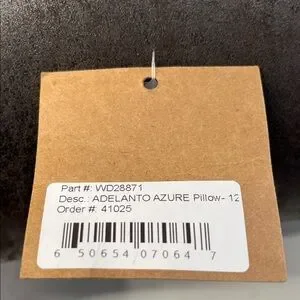 Part #: WD28871
Desc.: ADELANTO AZURE Pillow- 12
Order #: 41025
6 50654 07064 7